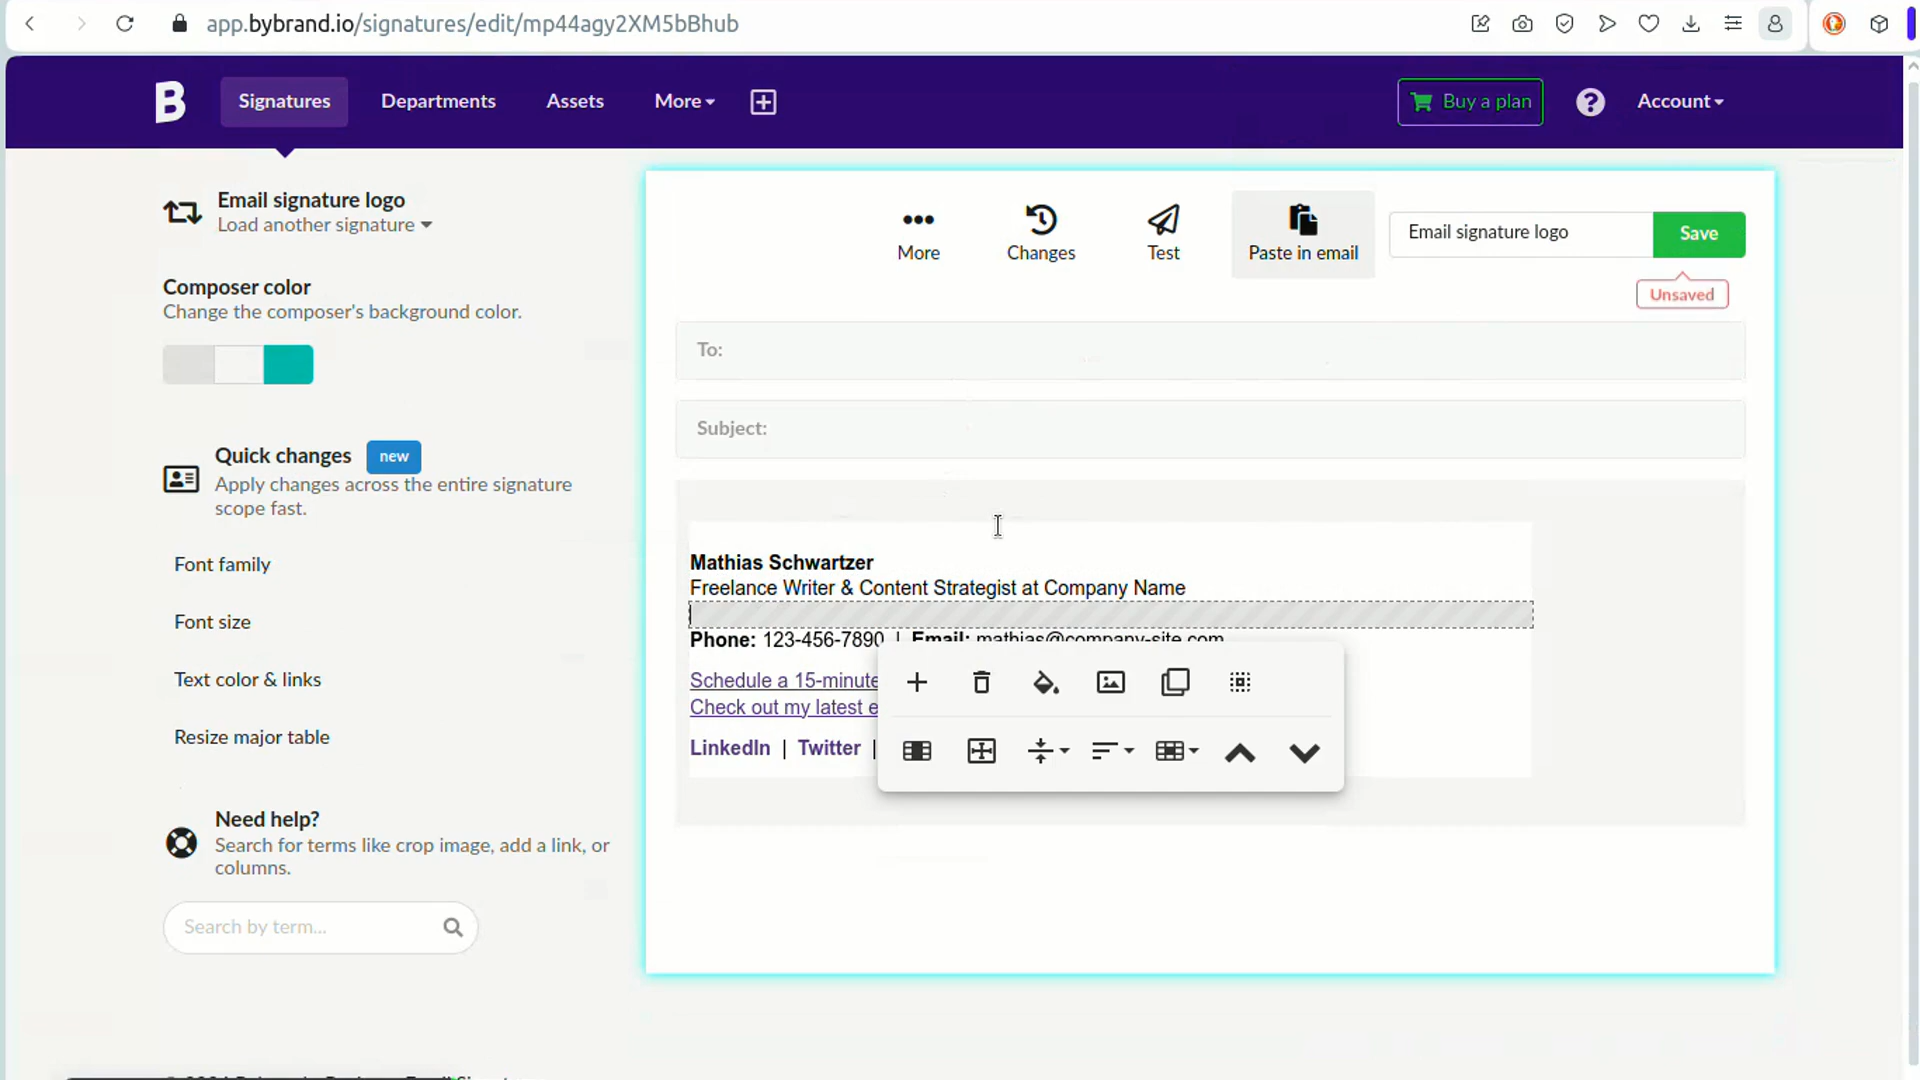 app.bybrand.io/signatures/edit/mp44agy2XM5bBhub
B
Signatures
Departments
Assets
More
Buy a plan
?
Account
Email signature logo
Load another signature
Composer color
Change the composer's background color.
Quick changes
new
Apply changes across the entire signature
scope fast.
Font family
Font size
Text color & links
Resize major table
Need help?
Search for terms like crop image, add a link, or
columns.
Search by term...
More
Changes
Test
Paste in email
Email signature logo
Save
Unsaved
To:
Subject:
Mathias Schwartzer
Freelance Writer & Content Strategist at Company Name
Phone: 123-456-7890 | Email: mathias@company-site.com
Schedule a 15-minute
Check out my latest e
LinkedIn | Twitter |